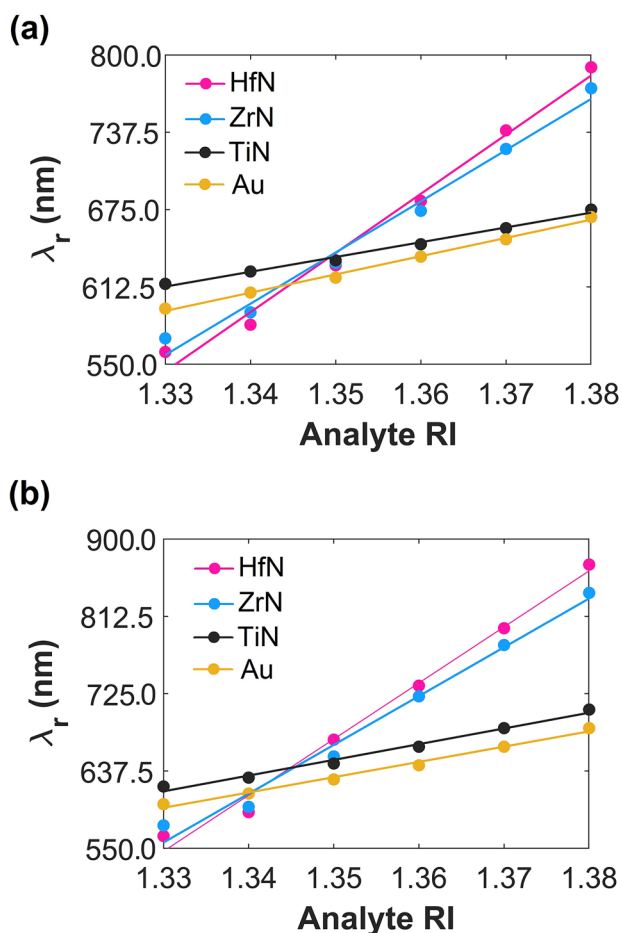 (a)
800.0
737.5
675.0
612.5
550.0
λr (nm)
HfN
ZrN
TiN
Au
1.33 1.34 1.35 1.36 1.37 1.38
Analyte RI
(b)
900.0
812.5
725.0
637.5
550.0
λr (nm)
HfN
ZrN
TiN
Au
1.33 1.34 1.35 1.36 1.37 1.38
Analyte RI